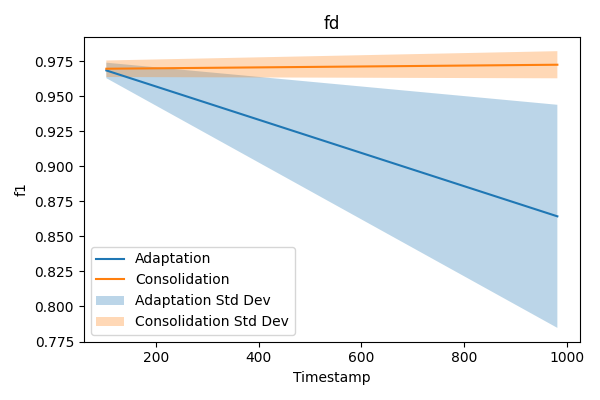 fd
0.975
0.950
0.925
0.900
0.875
0.850
0.825
0.800
0.775
f1
Adaptation
Consolidation
Adaptation Std Dev
Consolidation Std Dev
200
400
600
800
1000
Timestamp